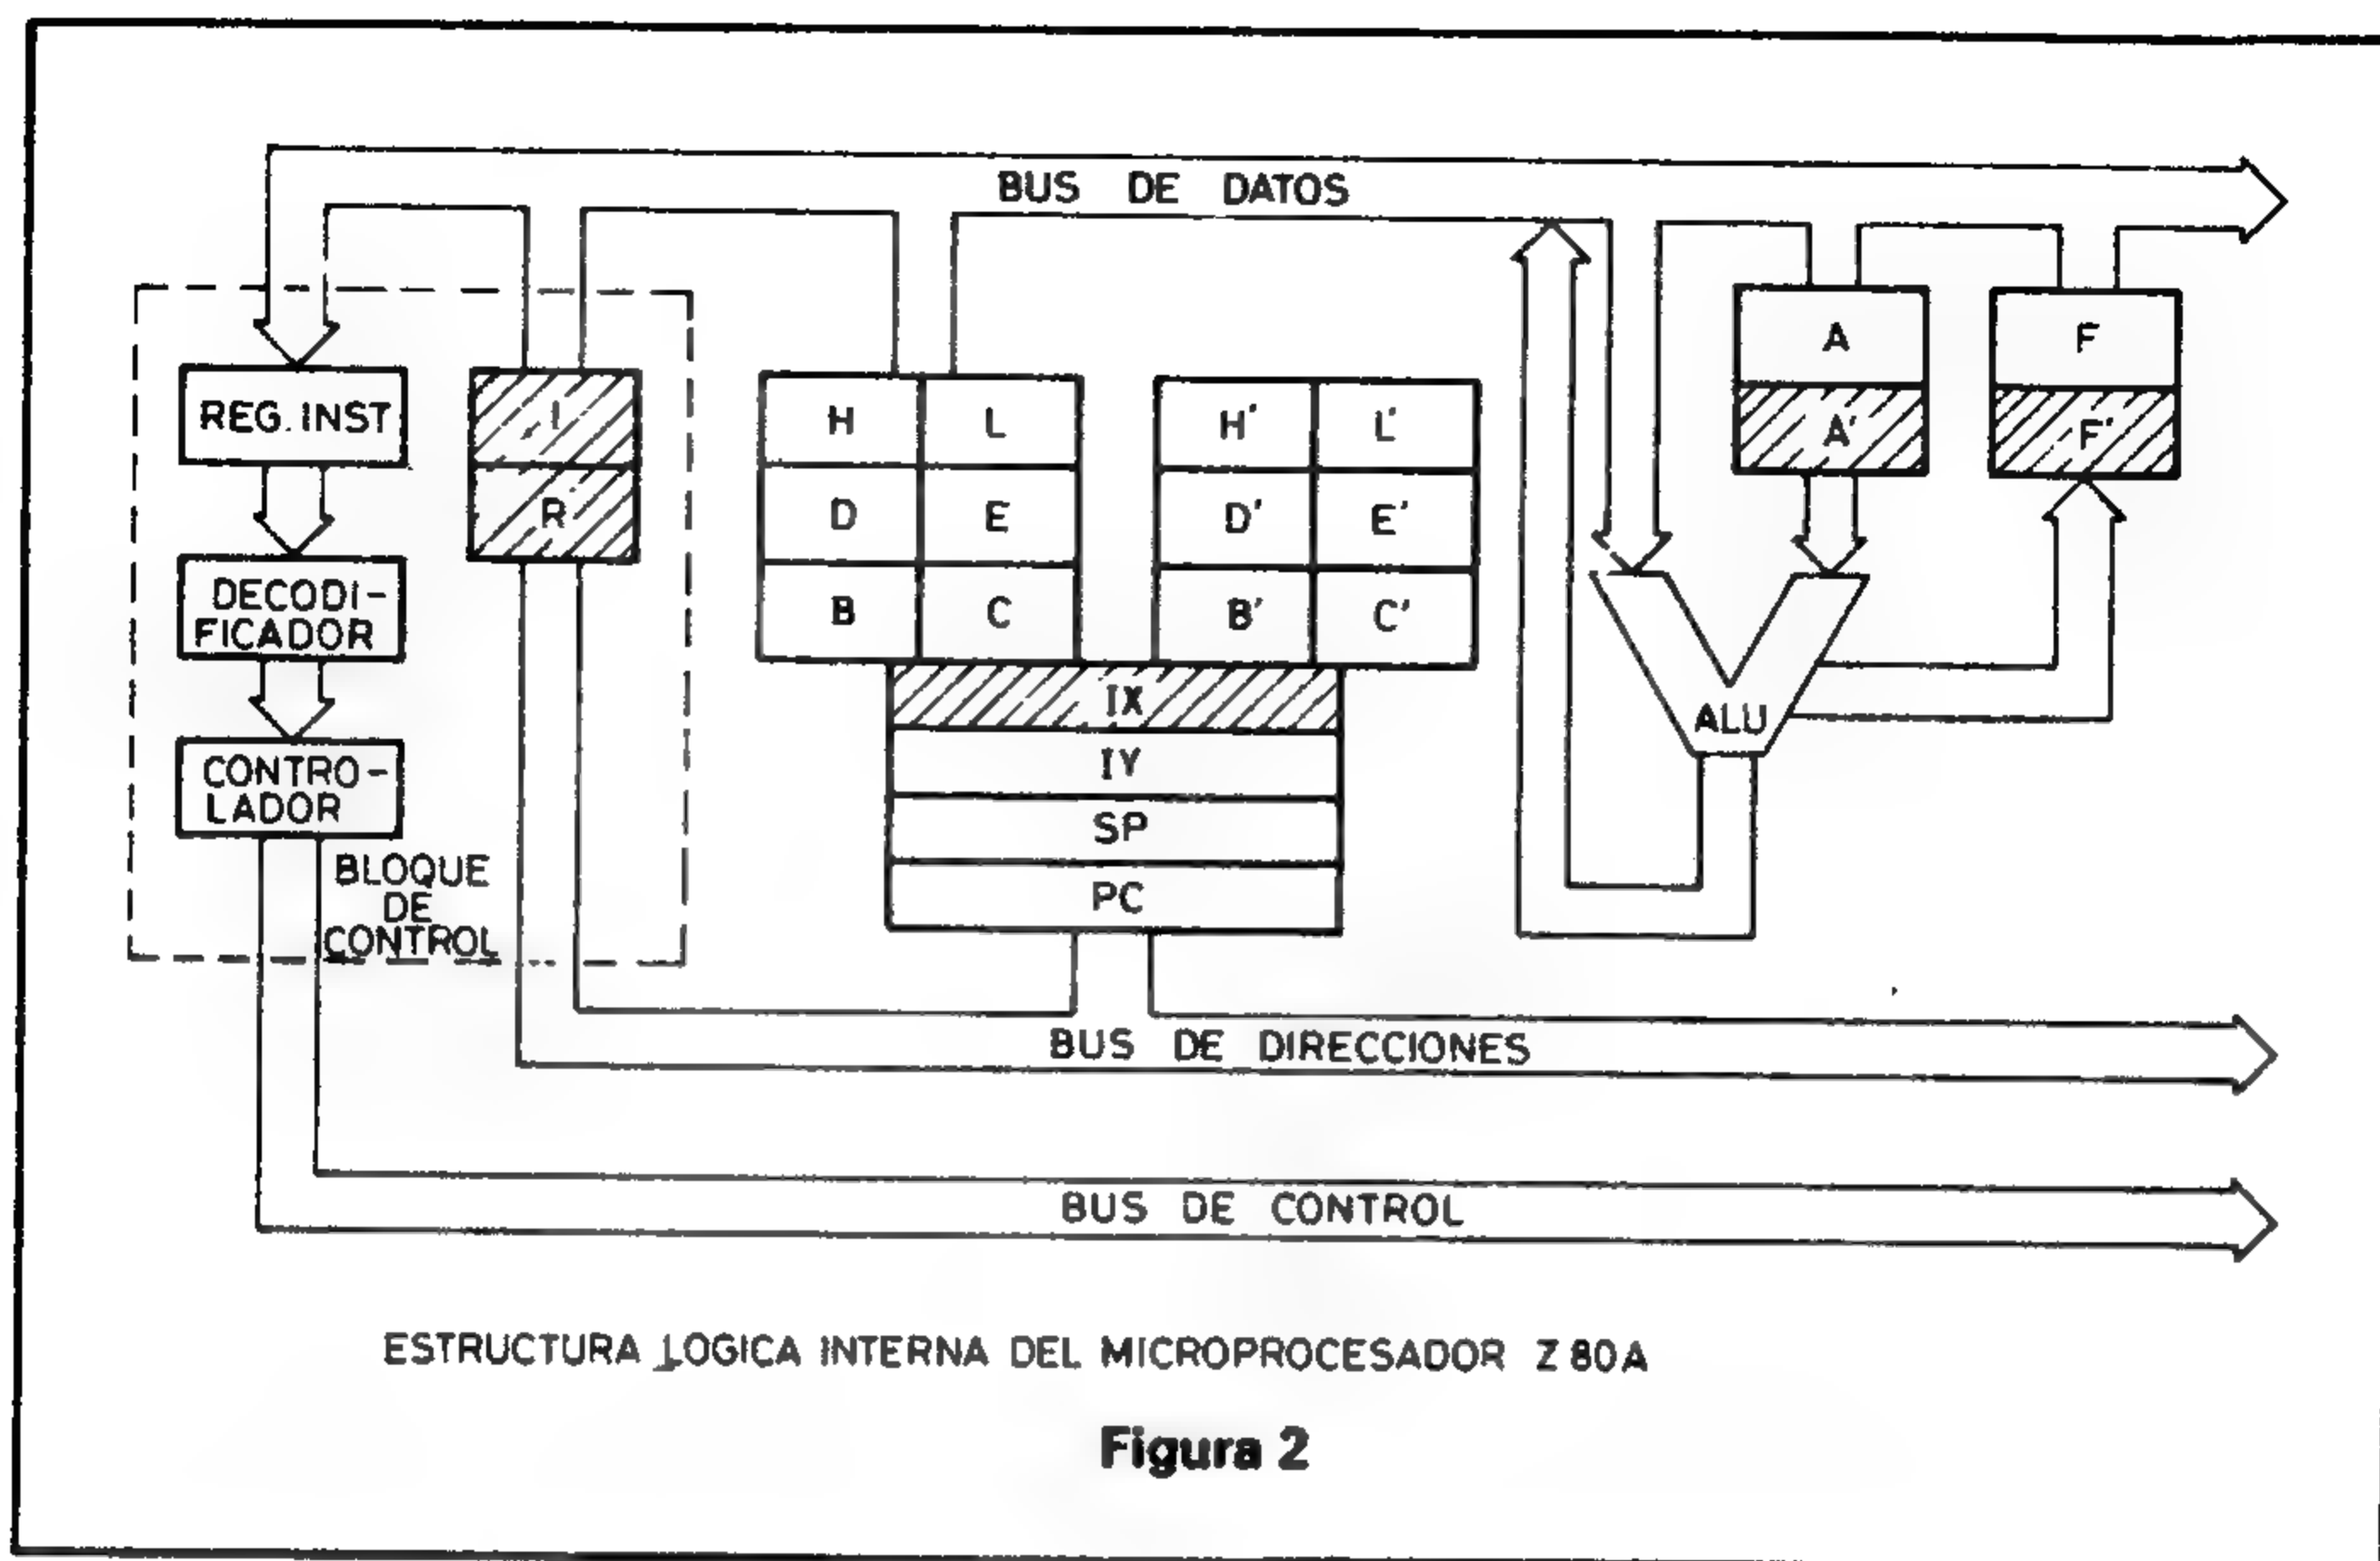 BUS DE DATOS
REG. INST
DECODI-
FICADOR
CONTRO-
LADOR
BLOQUE
DE
CONTROL
I
R
H L
D E
B C
H' L'
D' E'
B' C'
IX
IY
SP
PC
A
A'
F
F'
ALU
BUS DE DIRECCIONES
BUS DE CONTROL
ESTRUCTURA LOGICA INTERNA DEL MICROPROCESADOR Z80A
Figura 2